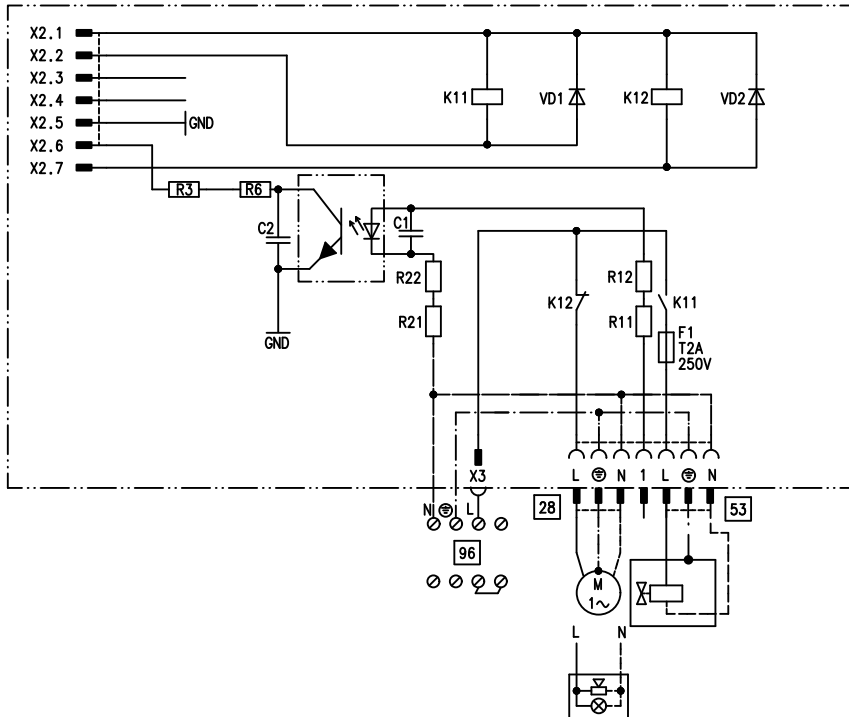 X2.1
X2.2
X2.3
X2.4
X2.5
X2.6
X2.7
GND
K11
VD1
K12
VD2
R3
R6
C2
C1
GND
R22
R21
K12
R12
R11
K11
F1
T2A
250V
X3
L
N
1
L
N
N
L
28
53
96
M
1~
L
N